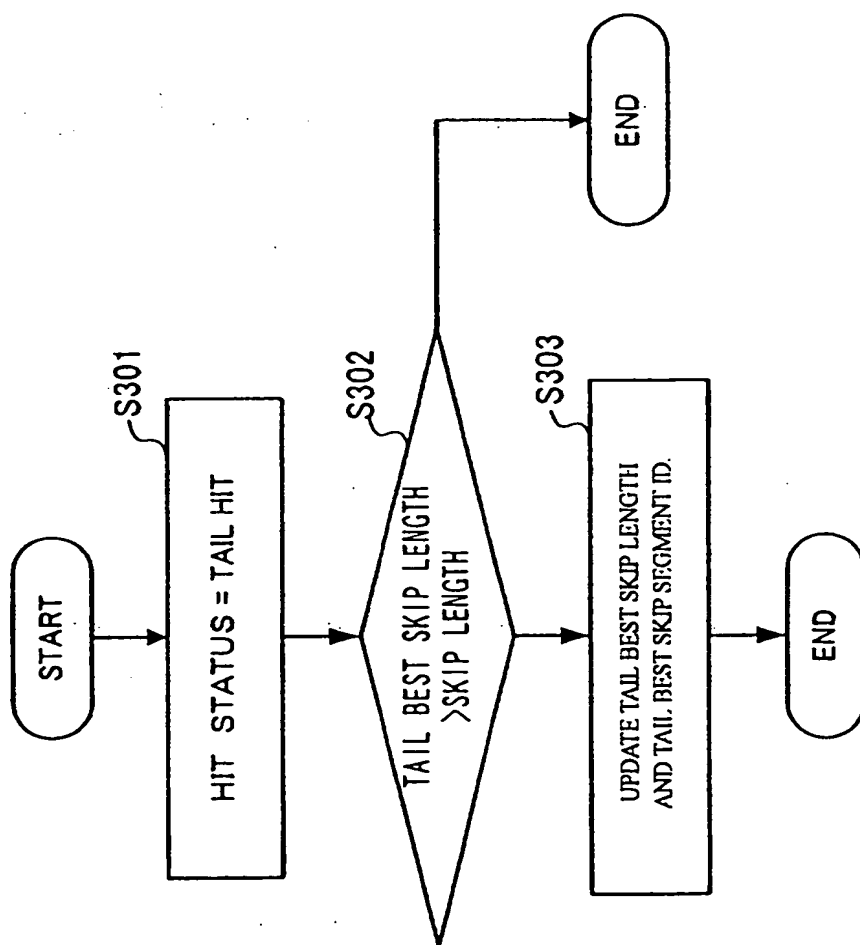 START
S301
HIT STATUS = TAIL HIT
S302
TAIL BEST SKIP LENGTH
>SKIP LENGTH
END
S303
UPDATE TAIL BEST SKIP LENGTH
AND TAIL BEST SKIP SEGMENT ID.
END